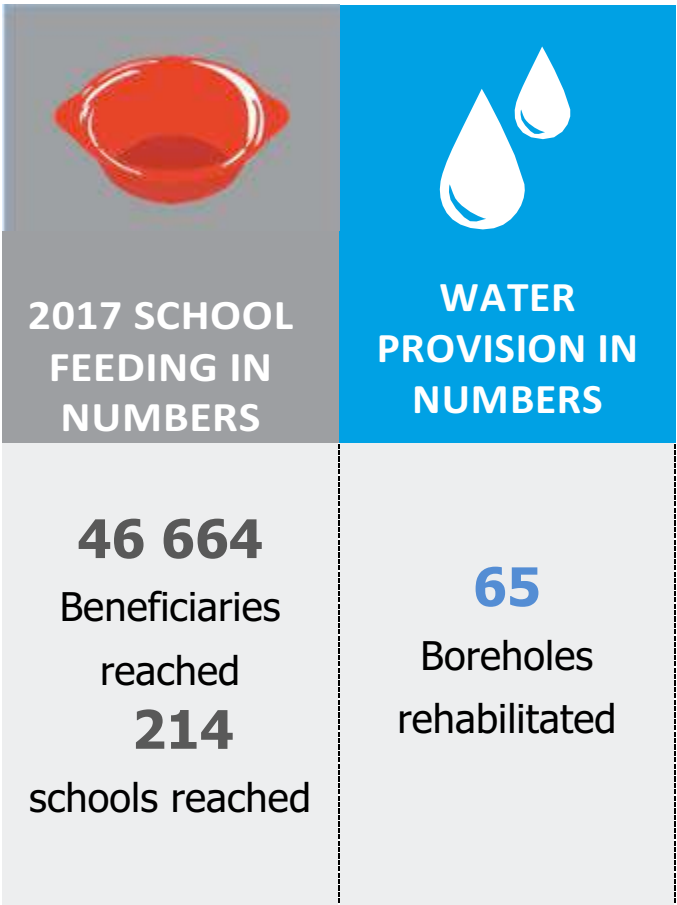 2017 SCHOOL
FEEDING IN
NUMBERS
46 664
Beneficiaries
reached
214
schools reached
WATER
PROVISION IN
NUMBERS
65
Boreholes
rehabilitated